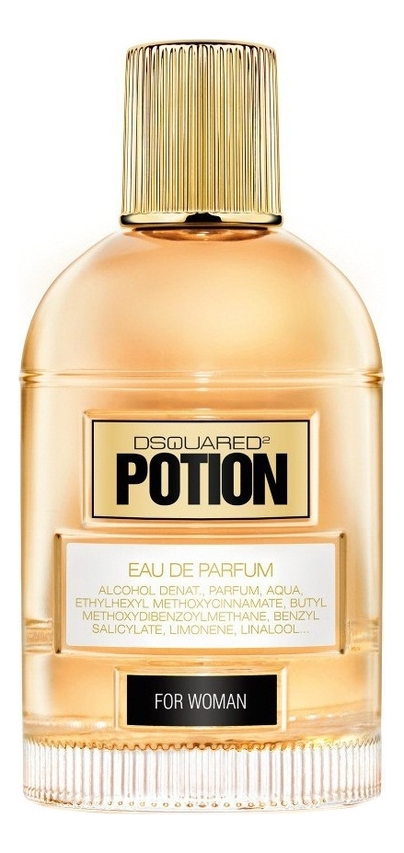 DSQUARED²
POTION
EAU DE PARFUM
ALCOHOL DENAT., PARFUM, AQUA,
ETHYLHEXYL METHOXYCINNAMATE, BUTYL
METHOXYDIBENZOYLMETHANE, BENZYL
SALICYLATE, LIMONENE, LINALOOL...
FOR WOMAN